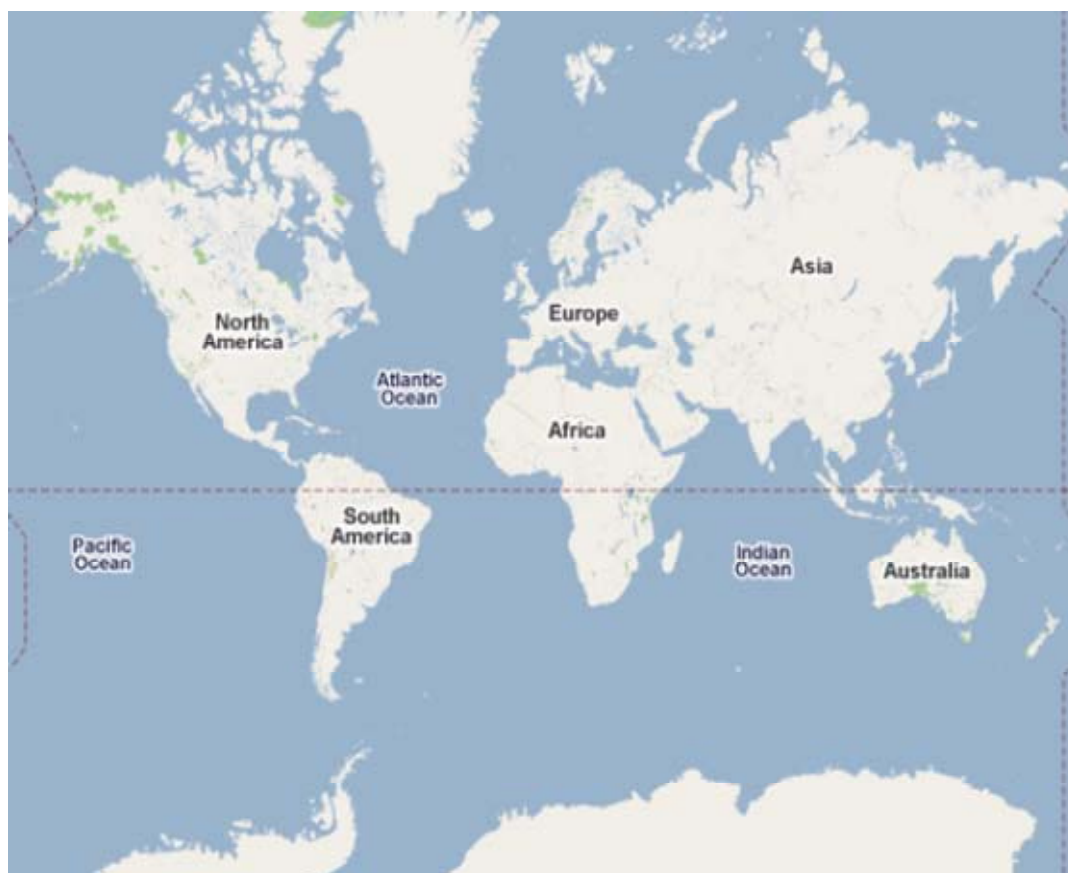 Asia
Europe
North
America
Atlantic
Ocean
Africa
South
America
Pacific
Ocean
Indian
Ocean
Australia